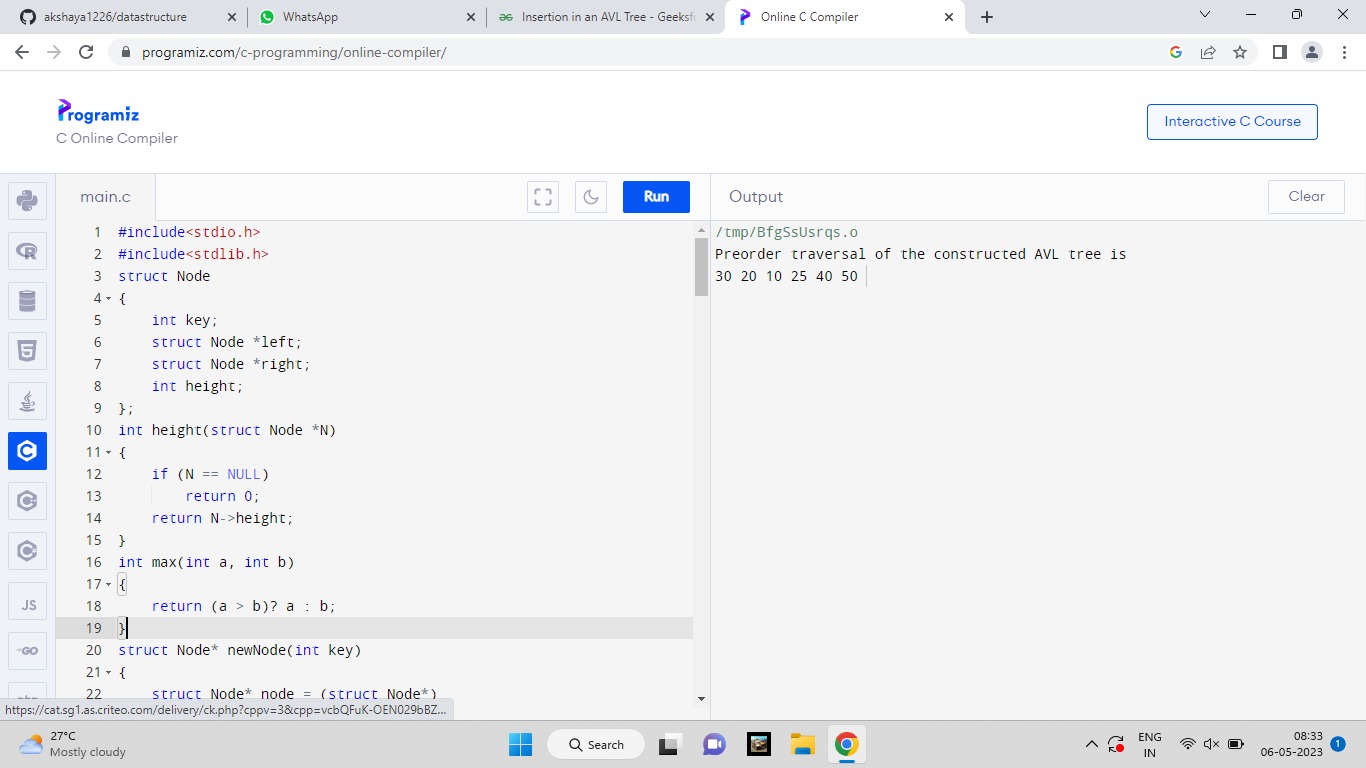 akshaya1226/datastructure
WhatsApp
Insertion in an AVL Tree - Geeksf
Online C Compiler
programiz.com/c-programming/online-compiler/
Programiz
C Online Compiler
Interactive C Course
main.c
Run
Output
Clear
1 #include<stdio.h>
2 #include<stdlib.h>
3 struct Node
4 {
5 int key;
6 struct Node *left;
7 struct Node *right;
8 int height;
9 };
10 int height(struct Node *N)
11 {
12 if (N == NULL)
13 return 0;
14 return N->height;
15 }
16 int max(int a, int b)
17 {
18 return (a > b)? a : b;
19 }
20 struct Node* newNode(int key)
21 {
22 struct Node* node = (struct Node*)
/tmp/BfgSsUsrqs.o
Preorder traversal of the constructed AVL tree is
30 20 10 25 40 50
JS
GO
https://cat.sg1.as.criteo.com/delivery/ck.php?cppv=3&cpp=vcbQFuK-OEN029bBZ...
27°C
Mostly cloudy
Search
ENG
IN
08:33
06-05-2023
1